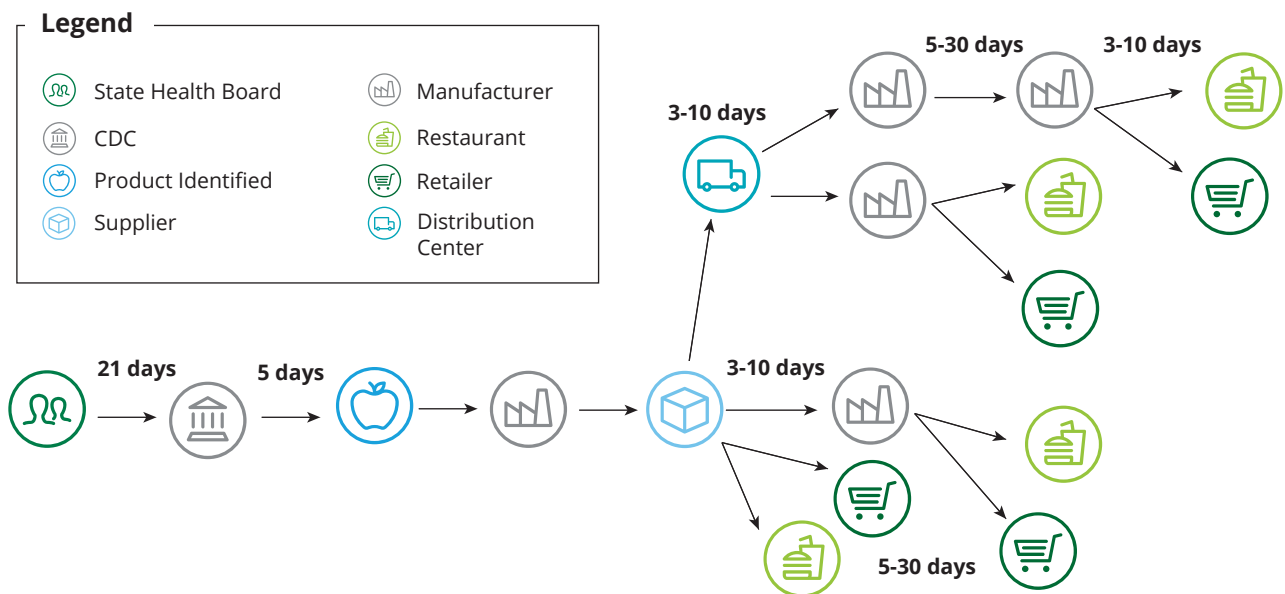 Legend
State Health Board
CDC
Product Identified
Supplier
Manufacturer
Restaurant
Retailer
Distribution
Center
5-30 days
3-10 days
3-10 days
21 days
5 days
3-10 days
5-30 days